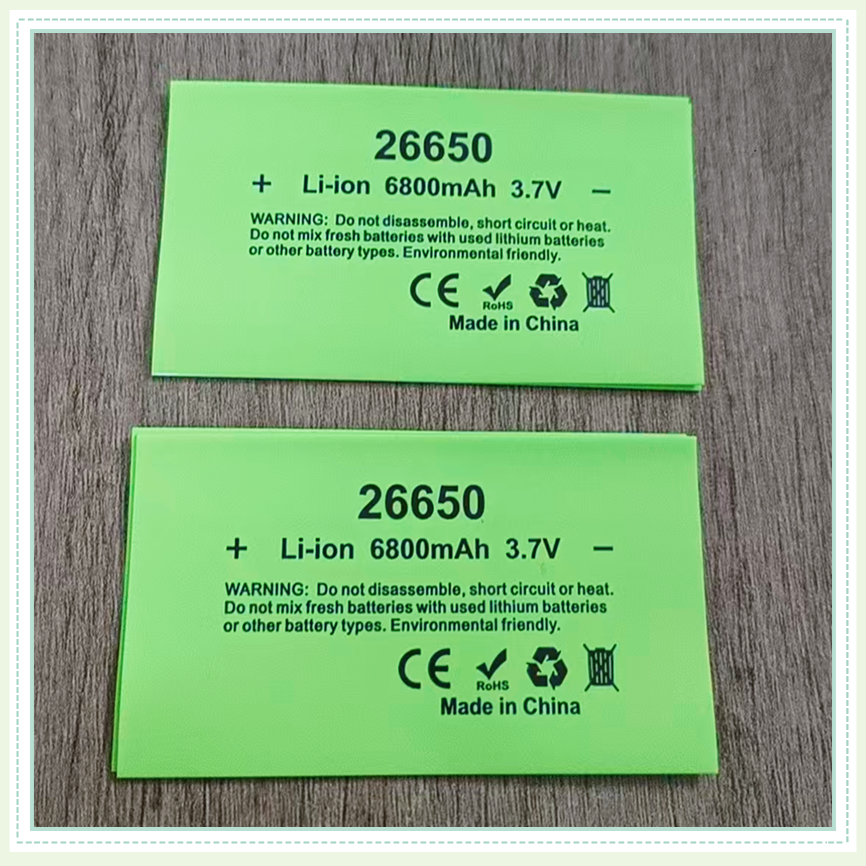 26650
+ Li-ion 6800mAh 3.7V −
WARNING: Do not disassemble, short circuit or heat.
Do not mix fresh batteries with used lithium batteries
or other battery types. Environmental friendly.
CE RoHS
Made in China
26650
+ Li-ion 6800mAh 3.7V −
WARNING: Do not disassemble, short circuit or heat.
Do not mix fresh batteries with used lithium batteries
or other battery types. Environmental friendly.
CE RoHS
Made in China